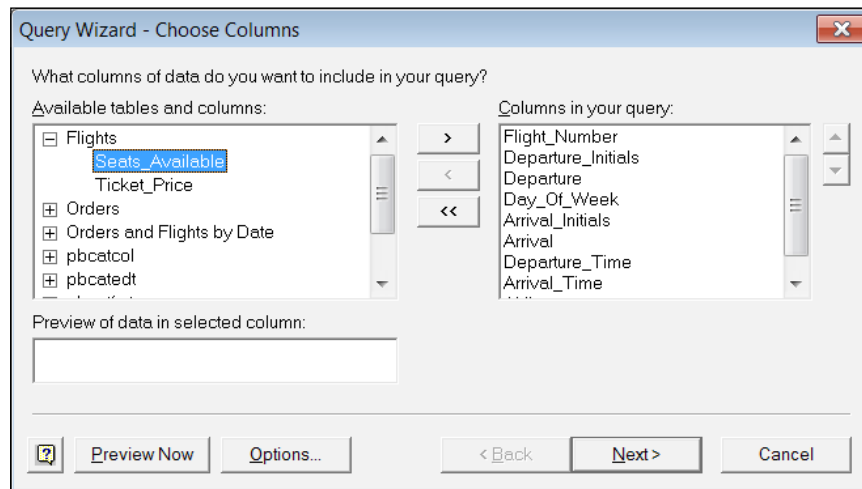 Query Wizard - Choose Columns
What columns of data do you want to include in your query?
Available tables and columns:
Columns in your query:
Flights
Seats_Available
Ticket_Price
Orders
Orders and Flights by Date
pbcatcol
pbcatedt
>
<
<<
Flight_Number
Departure_Initials
Departure
Day_Of_Week
Arrival_Initials
Arrival
Departure_Time
Arrival_Time
Preview of data in selected column:
Preview Now
Options...
< Back
Next >
Cancel